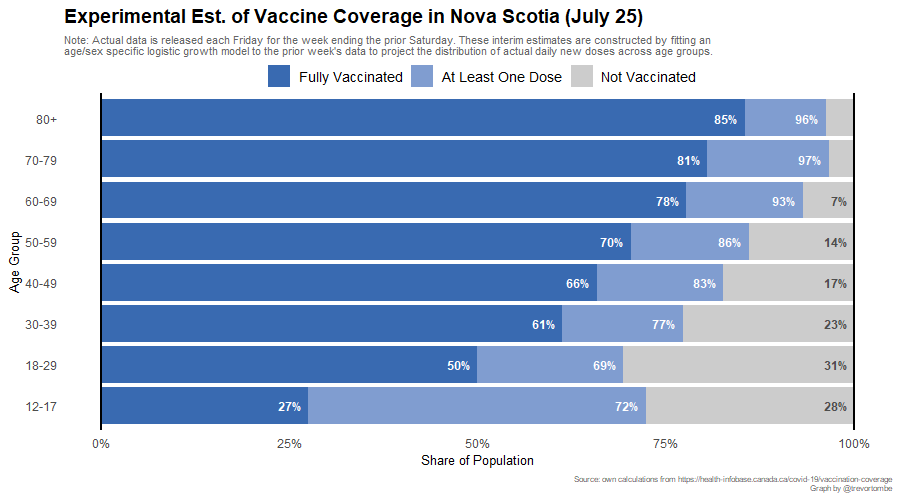 Experimental Est. of Vaccine Coverage in Nova Scotia (July 25)
Note: Actual data is released each Friday for the week ending the prior Saturday. These interim estimates are constructed by fitting an
age/sex specific logistic growth model to the prior week's data to project the distribution of actual daily new doses across age groups.
Fully Vaccinated At Least One Dose Not Vaccinated
80+ 85% 96%
70-79 81% 97%
60-69 78% 93% 7%
50-59 70% 86% 14%
Age Group
40-49 66% 83% 17%
30-39 61% 77% 23%
18-29 50% 69% 31%
12-17 27% 72% 28%
0% 25% 50% 75% 100%
Share of Population
Source: own calculations from https://health-infobase.canada.ca/covid-19/vaccination-coverage
Graph by @trevortombe